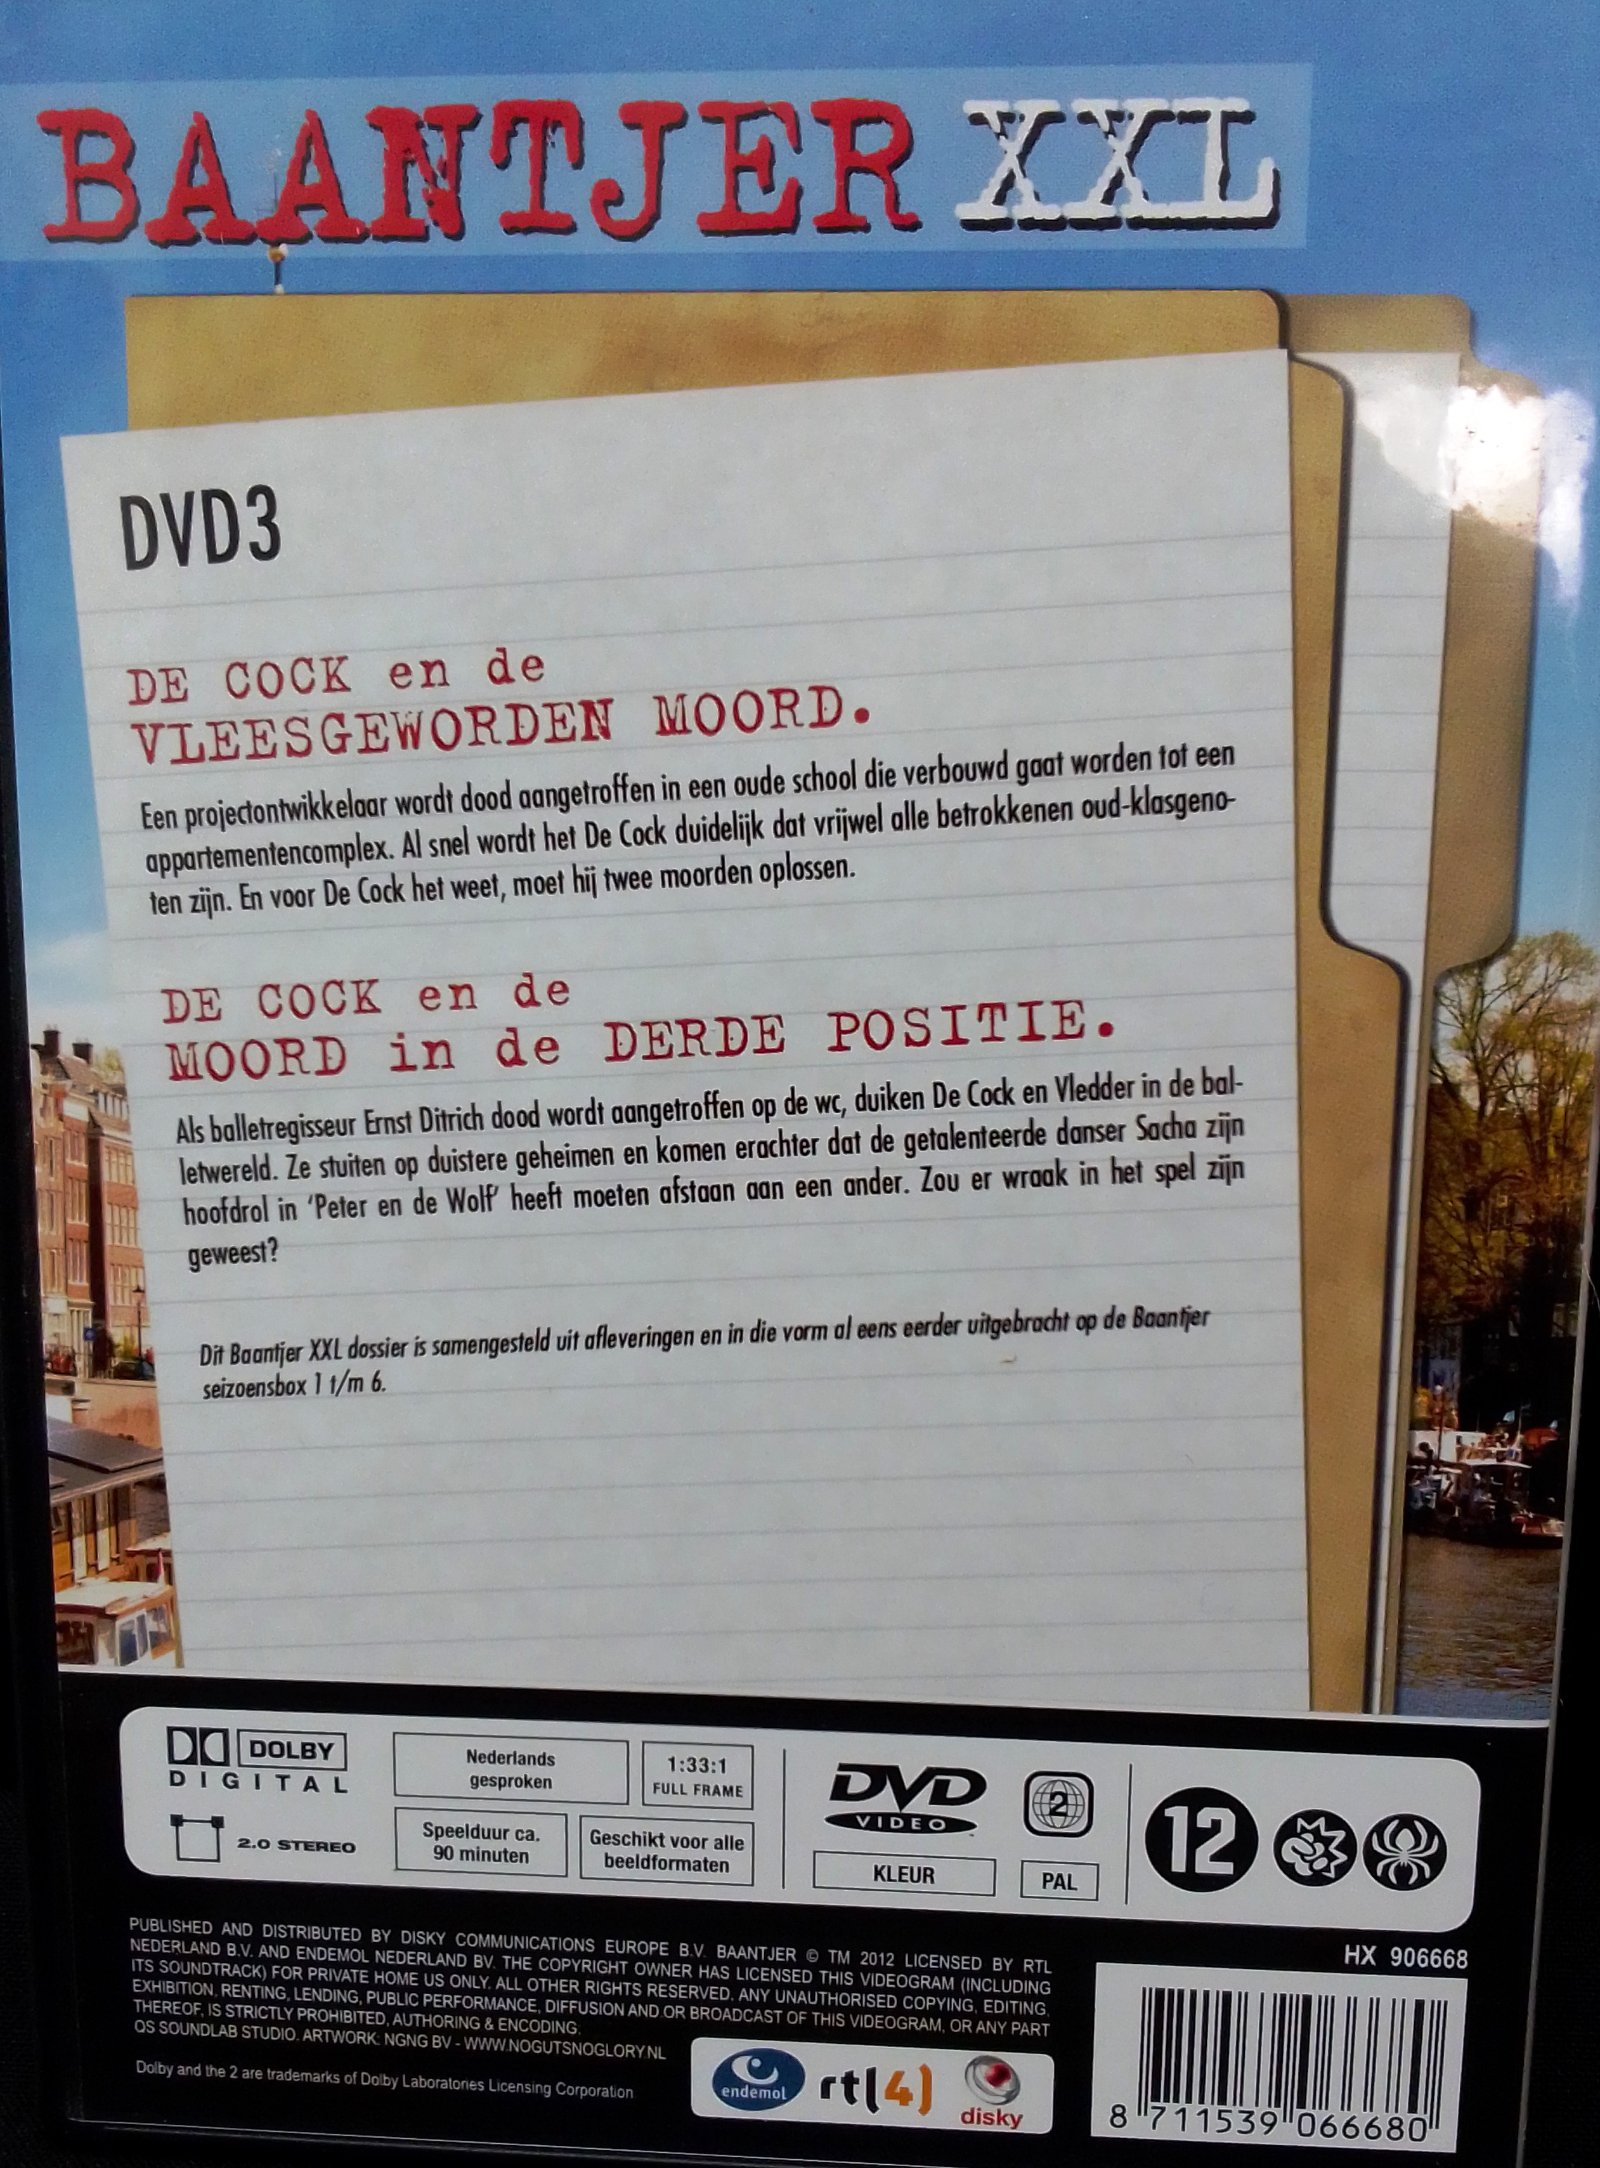 BAANTJER XXL
DVD3
DE COCK en de
VLEESGEWORDEN MOORD.
Een projectontwikkelaar wordt dood aangetroffen in een oude school die verbouwd gaat worden tot een
appartementencomplex. Al snel wordt het De Cock duidelijk dat vrijwel alle betrokkenen oud-klasgeno-
ten zijn. En voor De Cock het weet, moet hij twee moorden oplossen.
DE COCK en de
MOORD in de DERDE POSITIE.
Als balletregisseur Ernst Ditrich dood wordt aangetroffen op de wc, duiken De Cock en Vledder in de bal-
letwereld. Ze stuiten op duistere geheimen en komen erachter dat de getalenteerde danser Sacha zijn
hoofdrol in ‘Peter en de Wolf’ heeft moeten afstaan aan een ander. Zou er wraak in het spel zijn
geweest?
Dit Baantjer XXL dossier is samengesteld uit afleveringen en in die vorm al eens eerder uitgebracht op de Baantjer
seizoensbox 1 t/m 6.
DOLBY
DIGITAL
2.0 STEREO
Nederlands
gesproken
1:33:1
FULL FRAME
Speelduur ca.
90 minuten
Geschikt voor alle
beeldformaten
DVD
VIDEO
2
KLEUR
PAL
12
PUBLISHED AND DISTRIBUTED BY DISKY COMMUNICATIONS EUROPE B.V. BAANTJER © TM 2012 LICENSED BY RTL
NEDERLAND B.V. AND ENDEMOL NEDERLAND BV. THE COPYRIGHT OWNER HAS LICENSED THIS VIDEOGRAM (INCLUDING
ITS SOUNDTRACK) FOR PRIVATE HOME US ONLY. ALL OTHER RIGHTS RESERVED. ANY UNAUTHORISED COPYING, EDITING,
EXHIBITION, RENTING, LENDING, PUBLIC PERFORMANCE, DIFFUSION AND OR BROADCAST OF THIS VIDEOGRAM, OR ANY PART
THEREOF, IS STRICTLY PROHIBITED, AUTHORING & ENCODING:
QS SOUNDLAB STUDIO. ARTWORK: NGNG BV - WWW.NOGUTSNOGLORY.NL
Dolby and the 2 are trademarks of Dolby Laboratories Licensing Corporation
endemol
rtl 4
disky
HX 906668
8 711539 066680